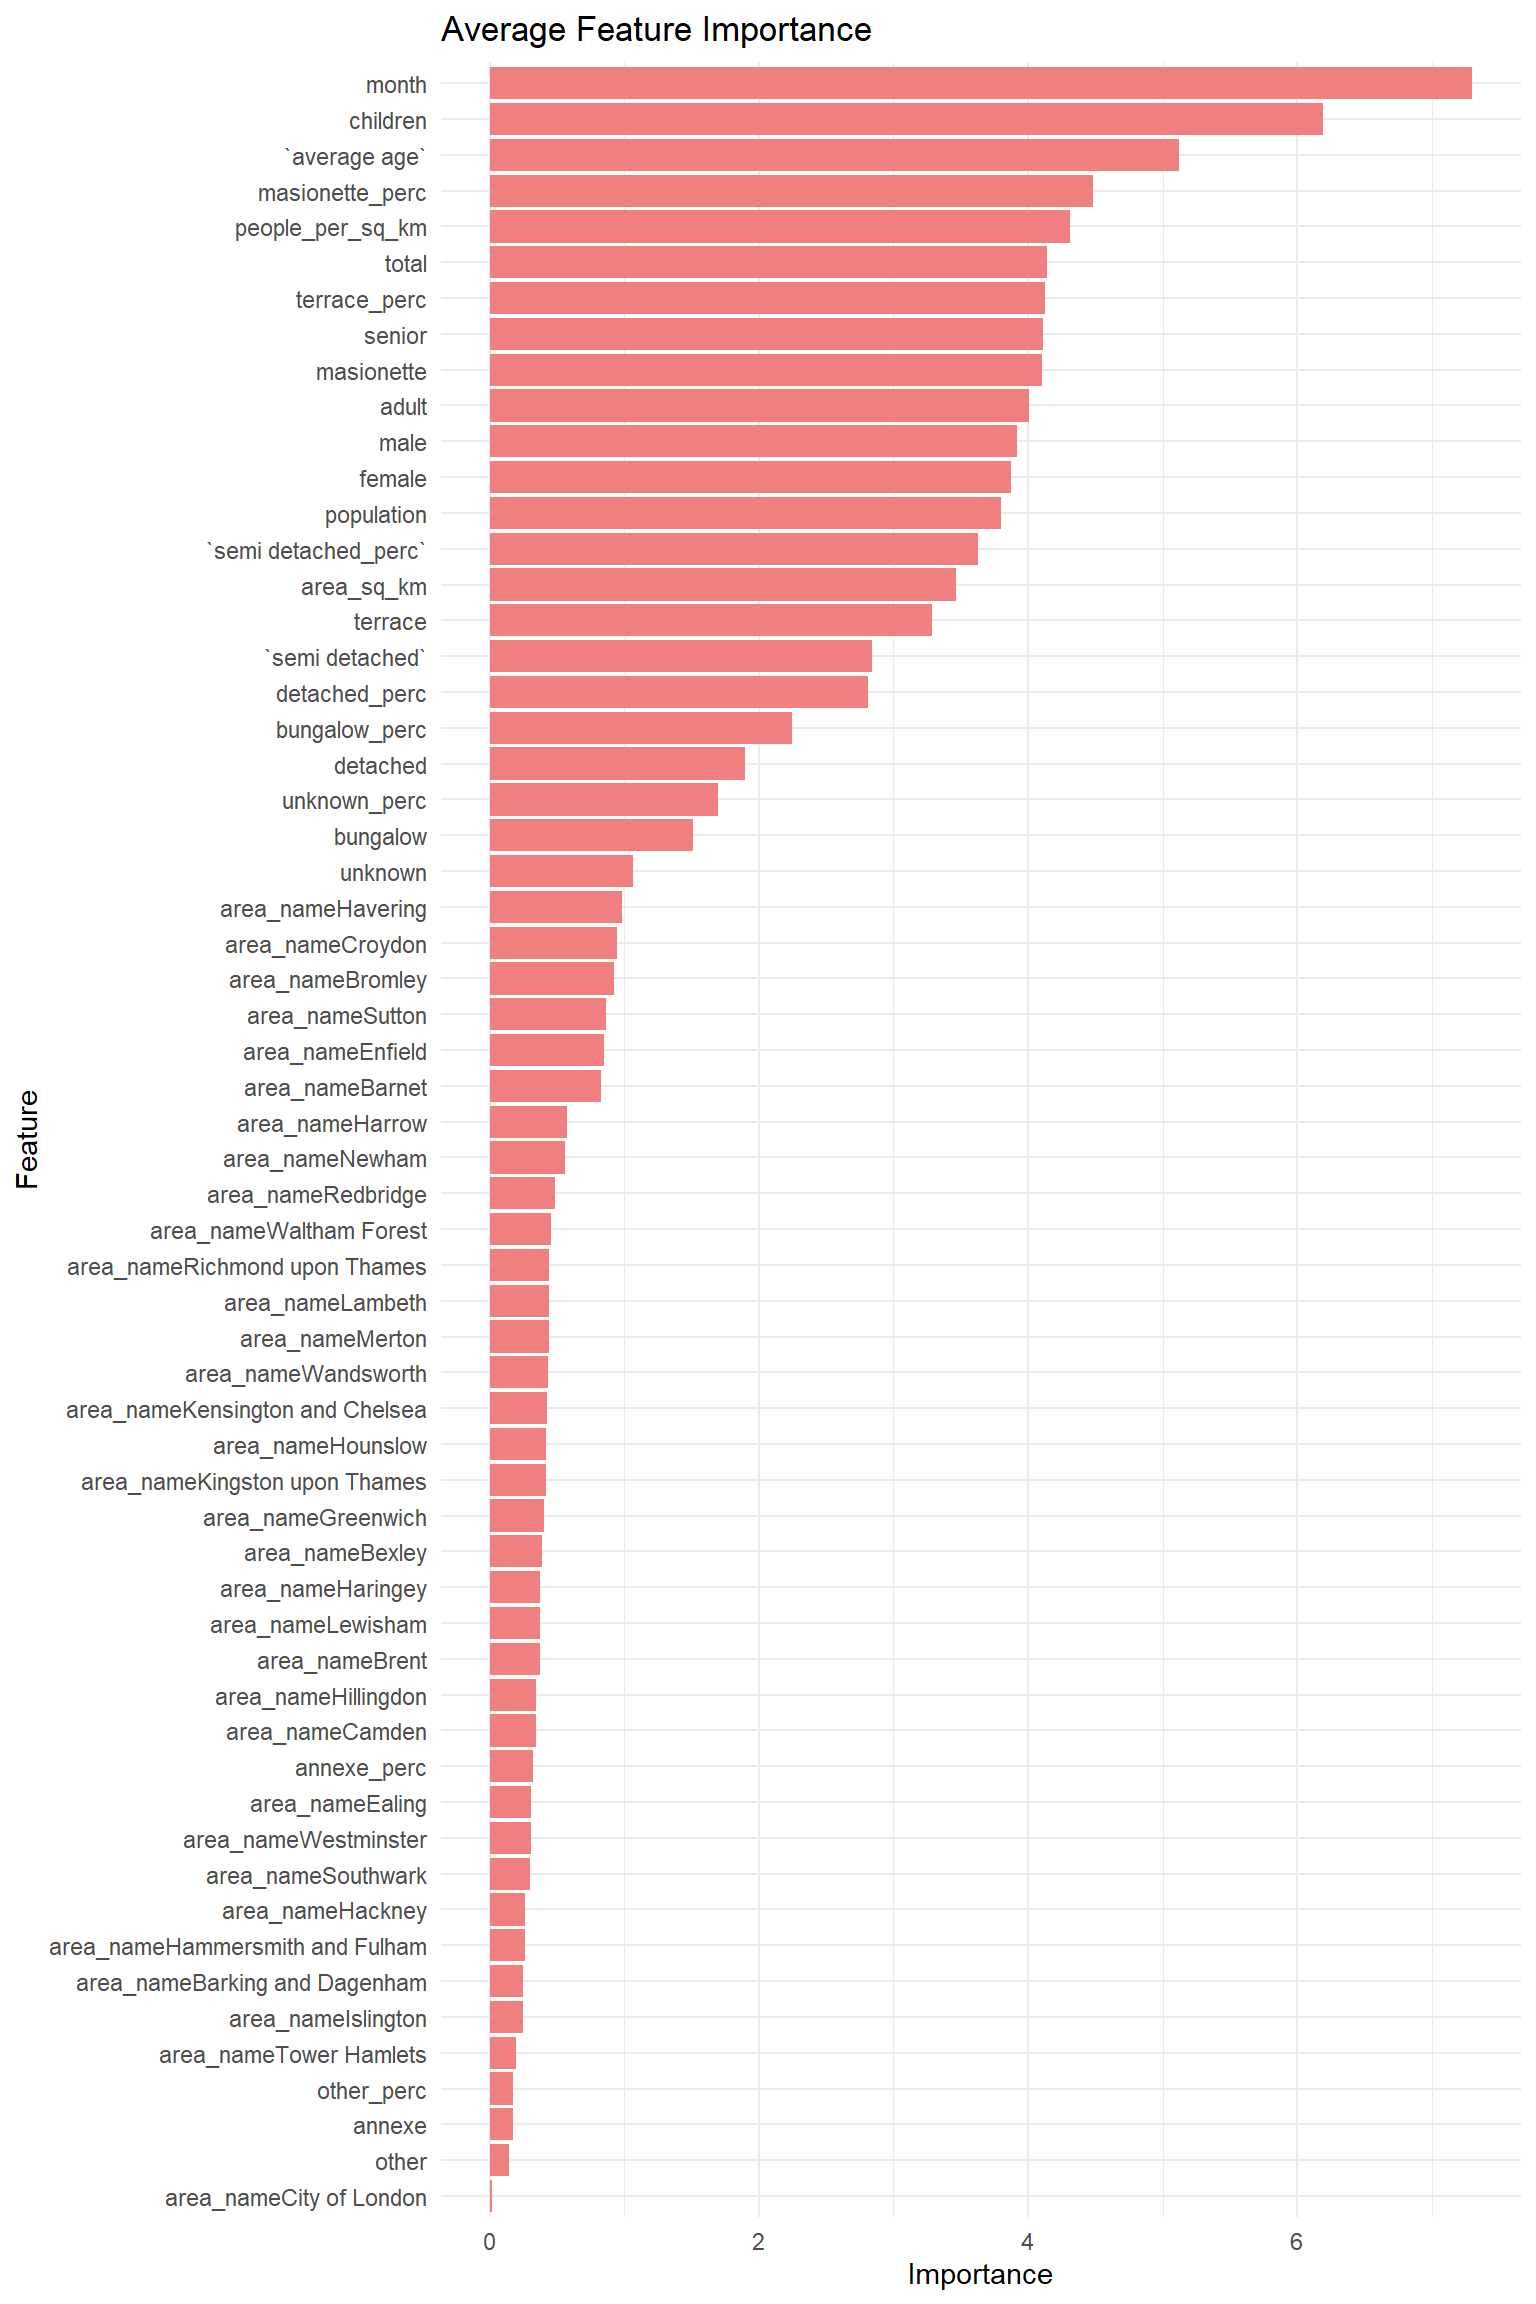 Average Feature Importance
month
children
`average age`
masionette_perc
people_per_sq_km
total
terrace_perc
senior
masionette
adult
male
female
population
`semi detached_perc`
area_sq_km
terrace
`semi detached`
detached_perc
bungalow_perc
detached
unknown_perc
bungalow
unknown
area_nameHavering
area_nameCroydon
area_nameBromley
area_nameSutton
area_nameEnfield
area_nameBarnet
area_nameHarrow
area_nameNewham
area_nameRedbridge
area_nameWaltham Forest
area_nameRichmond upon Thames
area_nameLambeth
area_nameMerton
area_nameWandsworth
area_nameKensington and Chelsea
area_nameHounslow
area_nameKingston upon Thames
area_nameGreenwich
area_nameBexley
area_nameHaringey
area_nameLewisham
area_nameBrent
area_nameHillingdon
area_nameCamden
annexe_perc
area_nameEaling
area_nameWestminster
area_nameSouthwark
area_nameHackney
area_nameHammersmith and Fulham
area_nameBarking and Dagenham
area_nameIslington
area_nameTower Hamlets
other_perc
annexe
other
area_nameCity of London
Feature
0 2 4 6
Importance